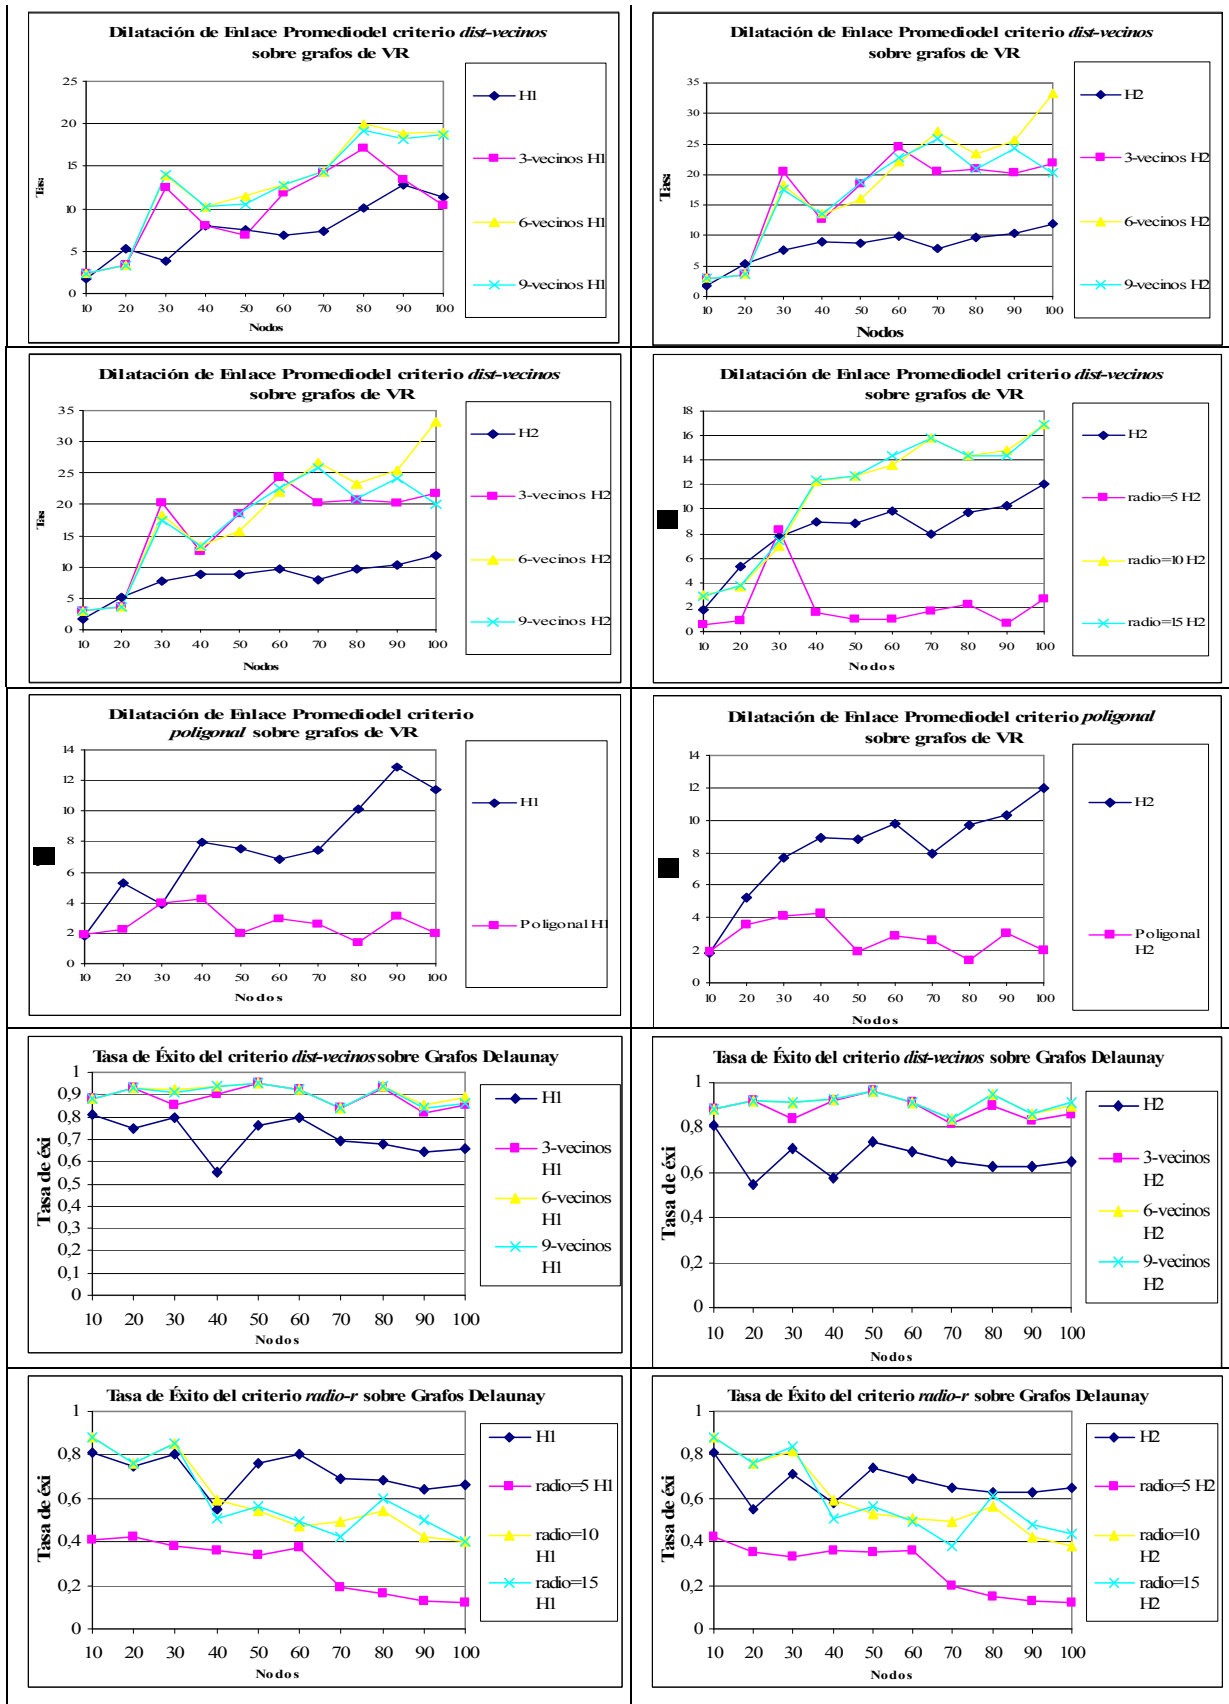 Dilatación de Enlace Promediodel criterio dist-vecinos
sobre grafos de VR
25
20
15
10
5
0
Tas:
10 20 30 40 50 60 70 80 90 100
Nodos
H1
3-vecinos H1
6-vecinos H1
9-vecinos H1
Dilatación de Enlace Promediodel criterio dist-vecinos
sobre grafos de VR
35
30
25
20
15
10
5
0
Tas:
10 20 30 40 50 60 70 80 90 100
Nodos
H2
3-vecinos H2
6-vecinos H2
9-vecinos H2
Dilatación de Enlace Promediodel criterio dist-vecinos
sobre grafos de VR
35
30
25
20
15
10
5
0
Tas:
10 20 30 40 50 60 70 80 90 100
Nodos
H2
3-vecinos H2
6-vecinos H2
9-vecinos H2
Dilatación de Enlace Promediodel criterio dist-vecinos
sobre grafos de VR
18
16
14
12
10
8
6
4
2
0
10 20 30 40 50 60 70 80 90 100
Nodos
H2
radio=5 H2
radio=10 H2
radio=15 H2
Dilatación de Enlace Promediodel criterio
poligonal sobre grafos de VR
14
12
10
8
6
4
2
0
10 20 30 40 50 60 70 80 90 100
Nodos
H1
Poligonal H1
Dilatación de Enlace Promediodel criterio poligonal
sobre grafos de VR
14
12
10
8
6
4
2
0
10 20 30 40 50 60 70 80 90 100
Nodos
H2
Poligonal
H2
Tasa de Éxito del criterio dist-vecinos sobre Grafos Delaunay
1
0,9
0,8
0,7
0,6
0,5
0,4
0,3
0,2
0,1
0
Tasa de éxi
10 20 30 40 50 60 70 80 90 100
Nodos
H1
3-vecinos
H1
6-vecinos
H1
9-vecinos
H1
Tasa de Éxito del criterio dist-vecinos sobre Grafos Delaunay
1
0,8
0,6
0,4
0,2
0
Tasa de éxi
10 20 30 40 50 60 70 80 90 100
Nodos
H2
3-vecinos
H2
6-vecinos
H2
9-vecinos
H2
Tasa de Éxito del criterio radio-r sobre Grafos Delaunay
1
0,8
0,6
0,4
0,2
0
Tasa de éxi
10 20 30 40 50 60 70 80 90 100
Nodos
H1
radio=5 H1
radio=10
H1
radio=15
H1
Tasa de Éxito del criterio radio-r sobre Grafos Delaunay
1
0,8
0,6
0,4
0,2
0
Tasa de éxi
10 20 30 40 50 60 70 80 90 100
Nodos
H2
radio=5 H2
radio=10
H2
radio=15
H2